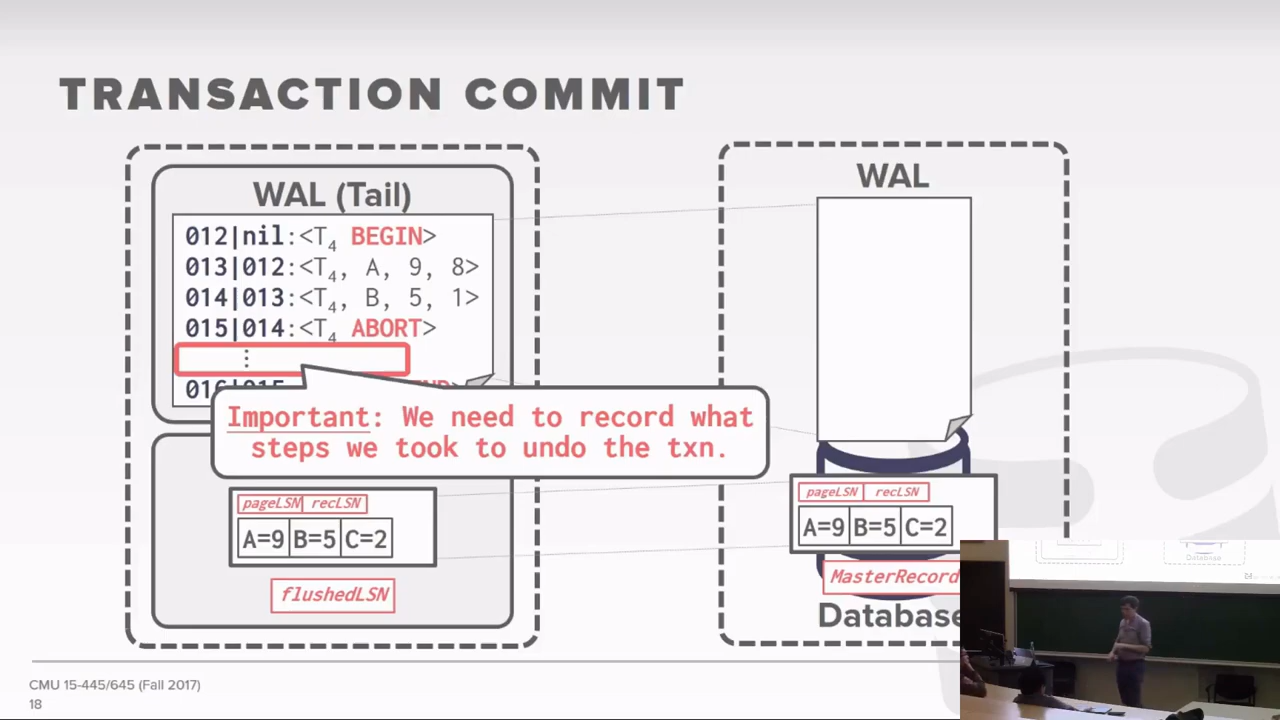 TRANSACTION COMMIT
WAL (Tail)
012|nil:<T4 BEGIN>
013|012:<T4, A, 9, 8>
014|013:<T4, B, 5, 1>
015|014:<T4 ABORT>
⋮
Important: We need to record what
steps we took to undo the txn.
pageLSN recLSN
A=9 B=5 C=2
flushedLSN
WAL
pageLSN recLSN
A=9 B=5 C=2
MasterRecord
Database
CMU 15-445/645 (Fall 2017)
18